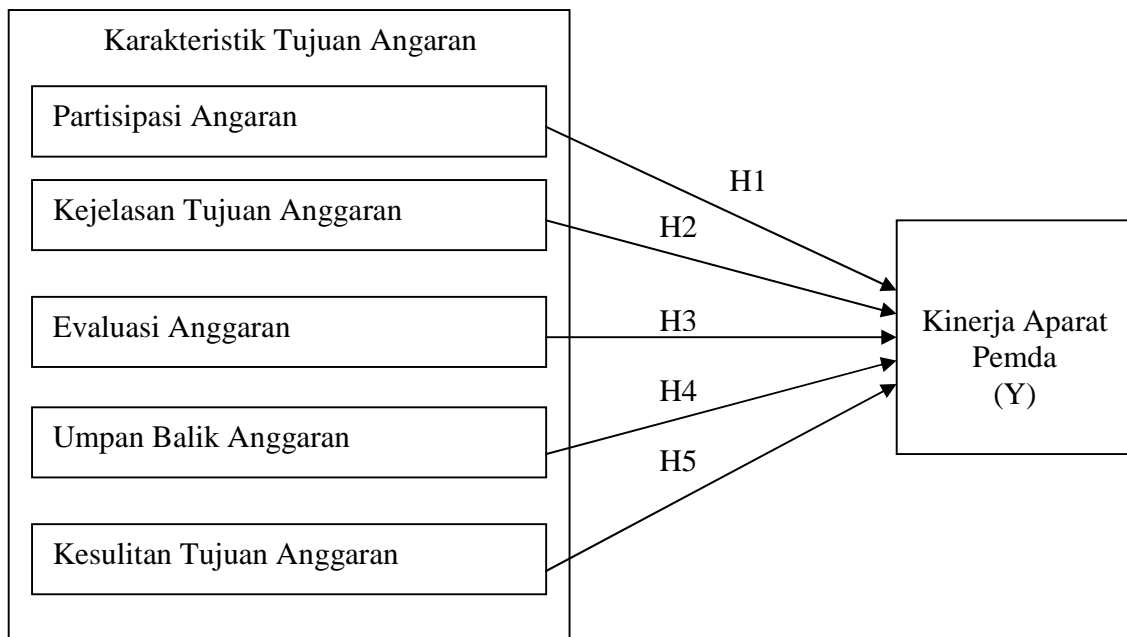 Karakteristik Tujuan Angaran
Partisipasi Angaran
Kejelasan Tujuan Anggaran
Evaluasi Anggaran
Umpan Balik Anggaran
Kesulitan Tujuan Anggaran
H1
H2
H3
H4
H5
Kinerja Aparat
Pemda
(Y)